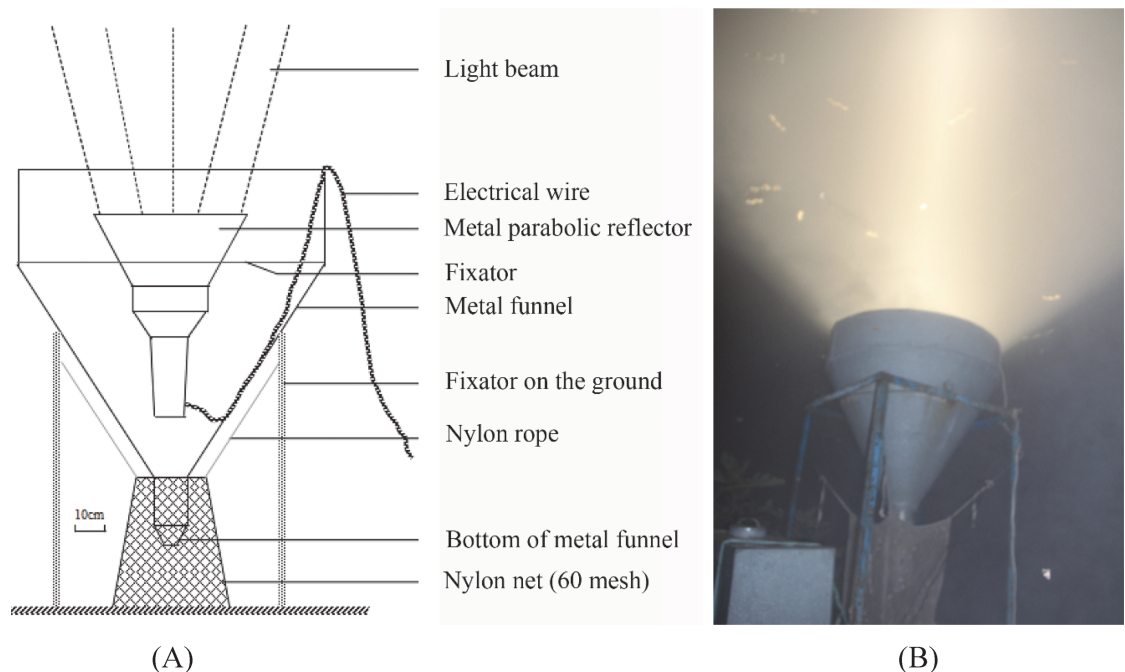 Light beam
Electrical wire
Metal parabolic reflector
Fixator
Metal funnel
Fixator on the ground
Nylon rope
10cm
Bottom of metal funnel
Nylon net (60 mesh)
(A)
(B)